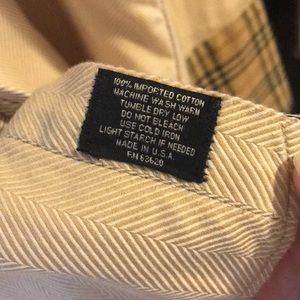 100% IMPORTED COTTON
MACHINE WASH WARM
TUMBLE DRY LOW
DO NOT BLEACH
USE COLD IRON
LIGHT STARCH IF NEEDED
MADE IN U.S.A.
RN 63620